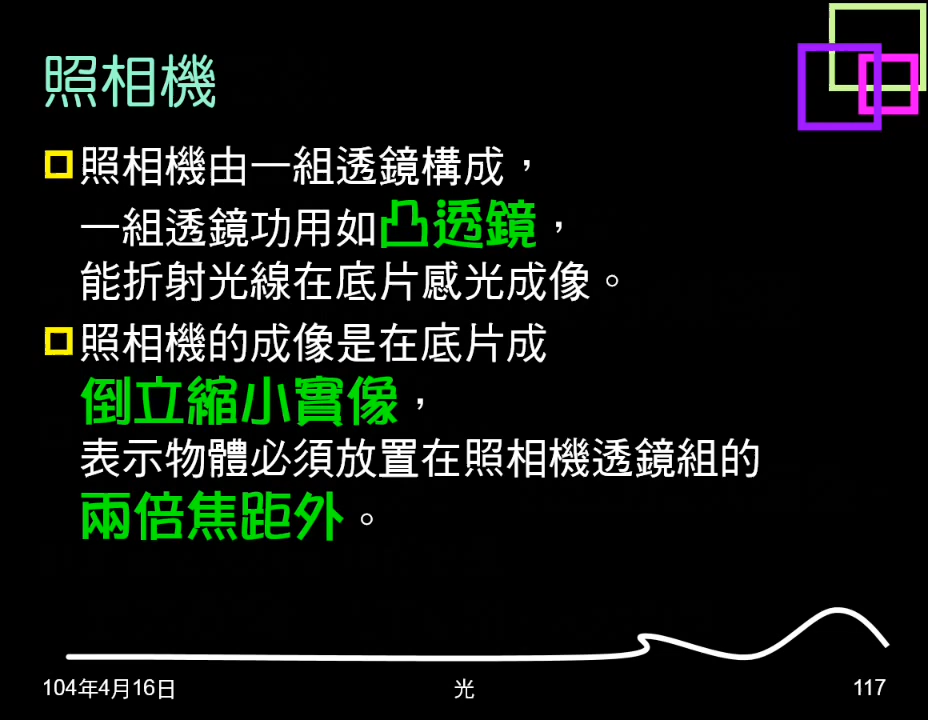 照相機
照相機由一組透鏡構成，
一組透鏡功用如凸透鏡，
能折射光線在底片感光成像。
照相機的成像是在底片成
倒立縮小實像，
表示物體必須放置在照相機透鏡組的
兩倍焦距外。
104年4月16日
光
117